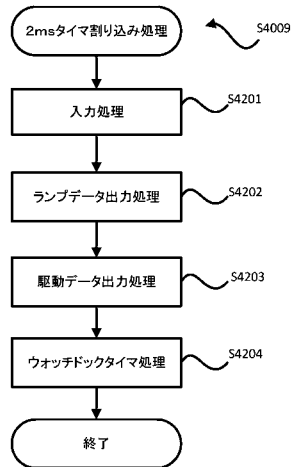 2msタイマ割り込み処理
S4009
入力処理
S4201
ランプデータ出力処理
S4202
駆動データ出力処理
S4203
ウォッチドックタイマ処理
S4204
終了